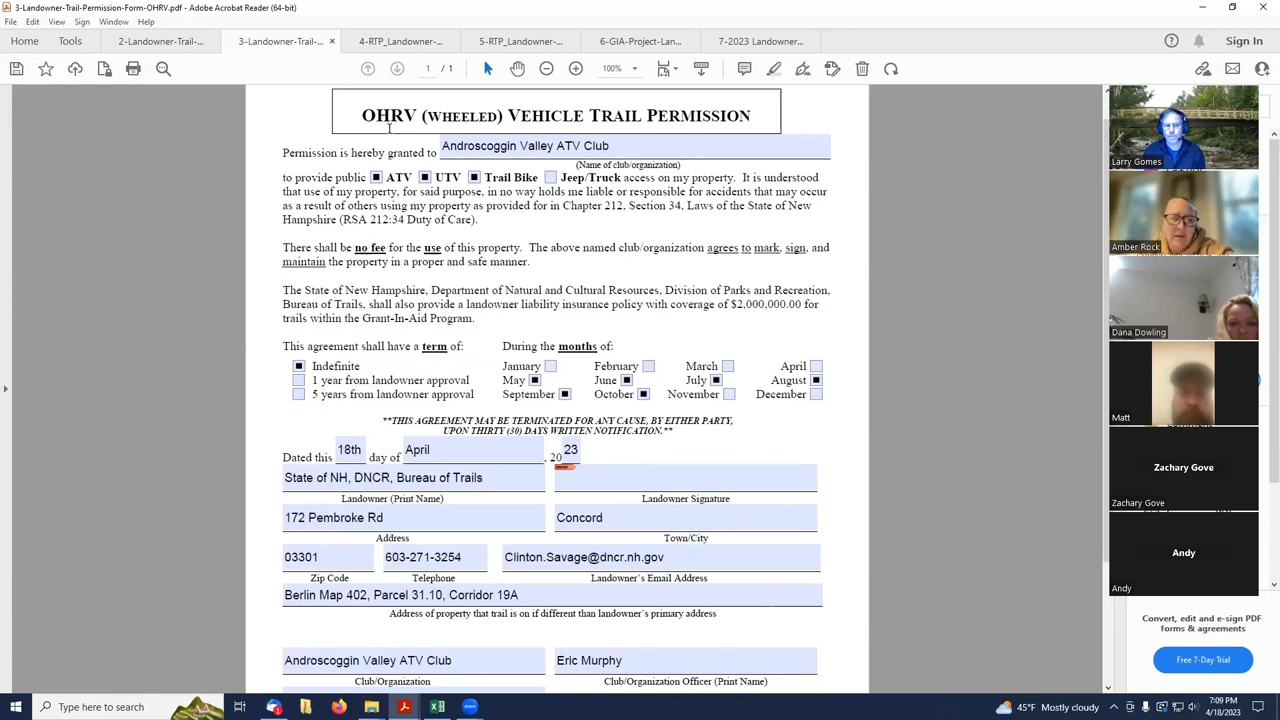 3-Landowner-Trail-Permission-Form-OHRV.pdf - Adobe Acrobat Reader (64-bit)
File Edit View Sign Window Help
Home Tools 2-Landowner-Trail-... 3-Landowner-Trail-... × 4-RTP_Landowner-... 5-RTP_Landowner-... 6-GIA-Project-Lan... 7-2023 Landowner... Sign In
1 / 1 100%
OHRV (WHEELED) VEHICLE TRAIL PERMISSION
Permission is hereby granted to Androscoggin Valley ATV Club
(Name of club/organization)
to provide public ATV UTV Trail Bike Jeep/Truck access on my property. It is understood
that use of my property, for said purpose, in no way holds me liable or responsible for accidents that may occur
as a result of others using my property as provided for in Chapter 212, Section 34, Laws of the State of New
Hampshire (RSA 212:34 Duty of Care).
There shall be no fee for the use of this property. The above named club/organization agrees to mark, sign, and
maintain the property in a proper and safe manner.
The State of New Hampshire, Department of Natural and Cultural Resources, Division of Parks and Recreation,
Bureau of Trails, shall also provide a landowner liability insurance policy with coverage of $2,000,000.00 for
trails within the Grant-In-Aid Program.
This agreement shall have a term of: During the months of:
Indefinite January February March April
1 year from landowner approval May June July August
5 years from landowner approval September October November December
**THIS AGREEMENT MAY BE TERMINATED FOR ANY CAUSE, BY EITHER PARTY,
UPON THIRTY (30) DAYS WRITTEN NOTIFICATION.**
Dated this 18th day of April , 20 23
State of NH, DNCR, Bureau of Trails
Landowner (Print Name) Landowner Signature
172 Pembroke Rd Concord
Address Town/City
03301 603-271-3254 Clinton.Savage@dncr.nh.gov
Zip Code Telephone Landowner's Email Address
Berlin Map 402, Parcel 31.10, Corridor 19A
Address of property that trail is on if different than landowner's primary address
Androscoggin Valley ATV Club Eric Murphy
Club/Organization Club/Organization Officer (Print Name)
Larry Gomes
Amber Rock
Dana Dowling
Matt
Zachary Gove
Zachary Gove
Andy
Andy
Convert, edit and e-sign PDF
forms & agreements
Free 7-Day Trial
Type here to search
45°F Mostly cloudy
7:09 PM
4/18/2023